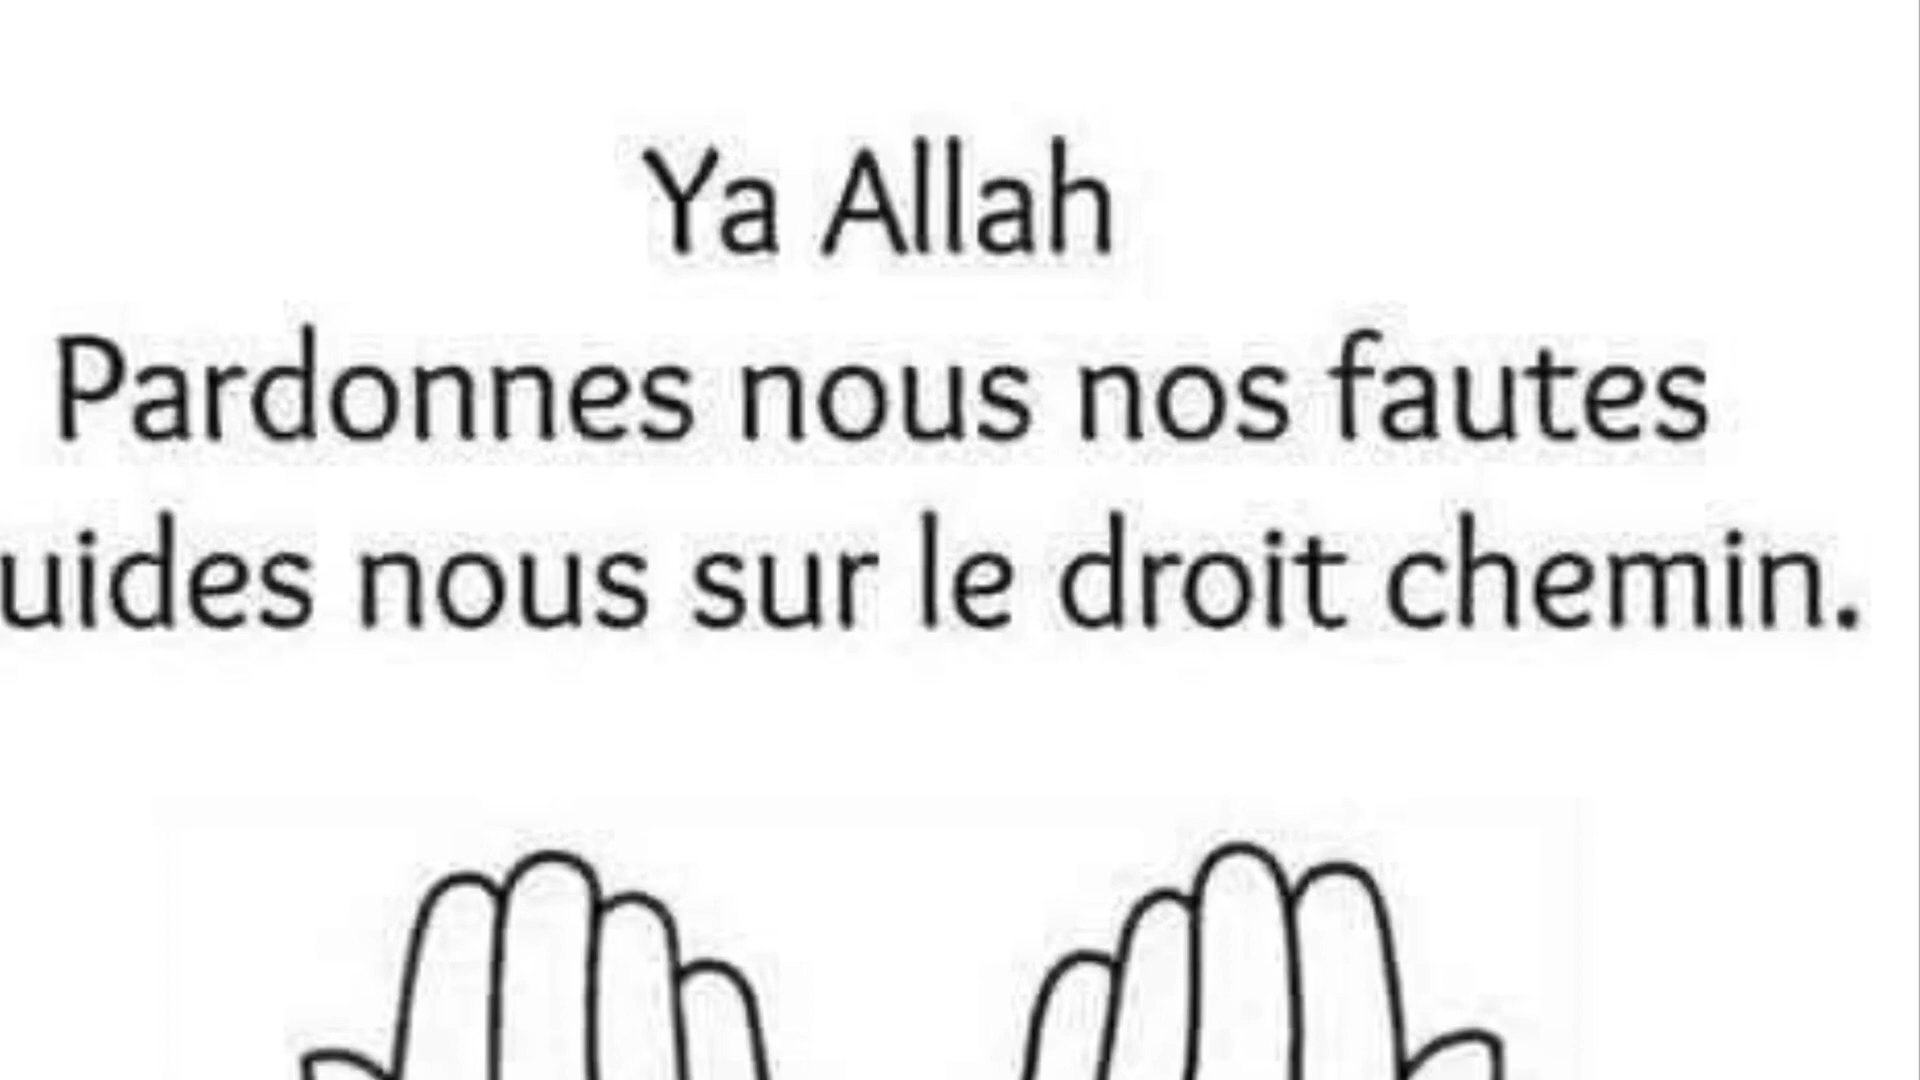 Ya Allah
Pardonnes nous nos fautes
uides nous sur le droit chemin.